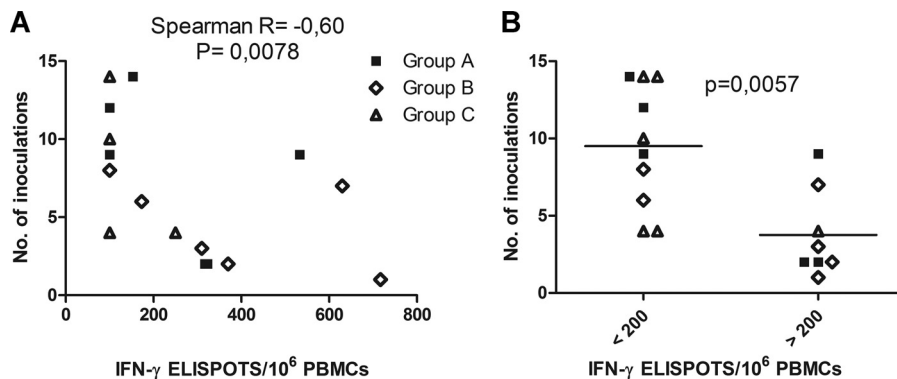 A
Spearman R= -0,60
P= 0,0078
Group A
Group B
Group C
No. of inoculations
15
10
5
0
0 200 400 600 800
IFN-γ ELISPOTS/10⁶ PBMCs
B
p=0,0057
No. of inoculations
15
10
5
0
< 200
> 200
IFN-γ ELISPOTS/10⁶ PBMCs